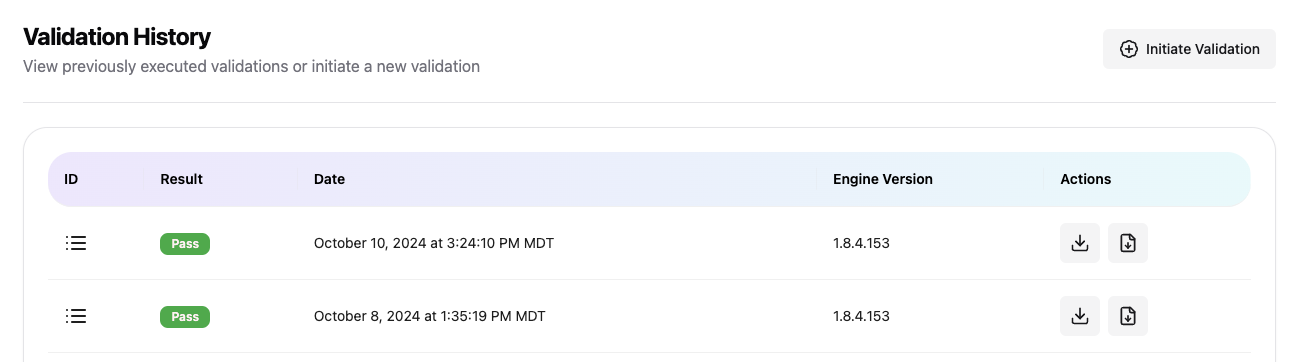 Validation History
View previously executed validations or initiate a new validation
Initiate Validation
ID Result Date Engine Version Actions
Pass October 10, 2024 at 3:24:10 PM MDT 1.8.4.153
Pass October 8, 2024 at 1:35:19 PM MDT 1.8.4.153